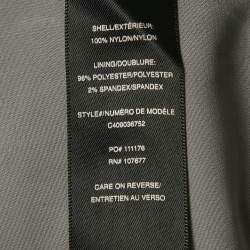 SHELL/EXTÉRIEUR:
100% NYLON/NYLON
LINING/DOUBLURE:
98% POLYESTER/POLYESTER
2% SPANDEX/SPANDEX
STYLE#/NUMÉRO DE MODÈLE
C409036752
PO# 111176
RN# 107677
CARE ON REVERSE/
ENTRETIEN AU VERSO